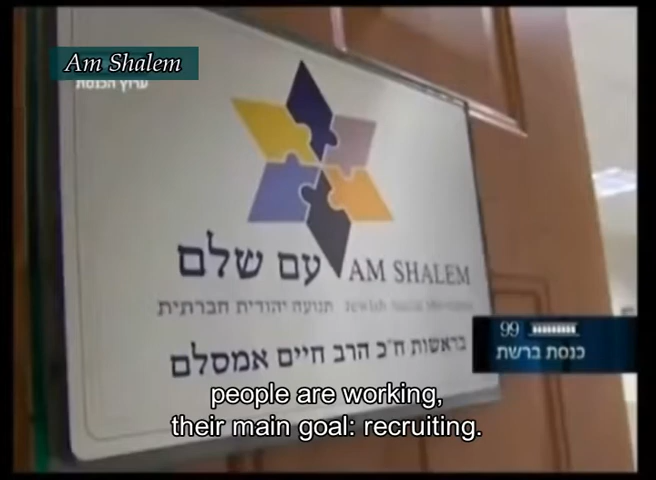 Am Shalem
ערוץ הכנסת
עם שלם AM SHALEM
תנועה יהודית חברתית Jewish
בראשות ח"כ הרב חיים אמסלם
99
כנסת ברשת
people are working,
their main goal: recruiting.